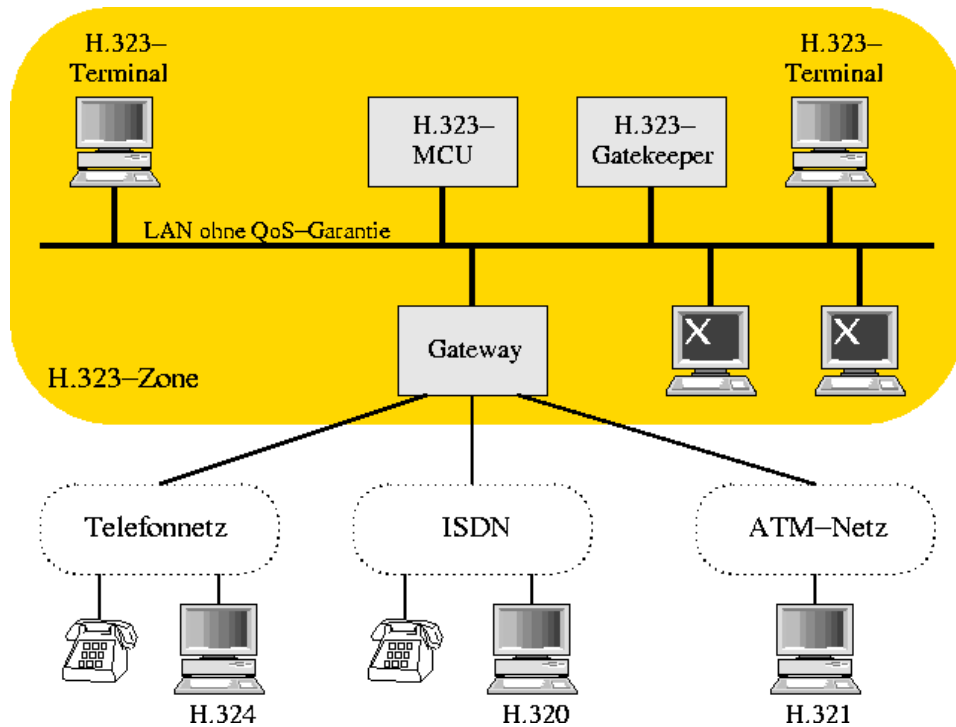 H.323–
Terminal
H.323–
Terminal
H.323–
MCU
H.323–
Gatekeeper
LAN ohne QoS–Garantie
Gateway
X
X
H.323–Zone
Telefonnetz
ISDN
ATM–Netz
H.324
H.320
H.321